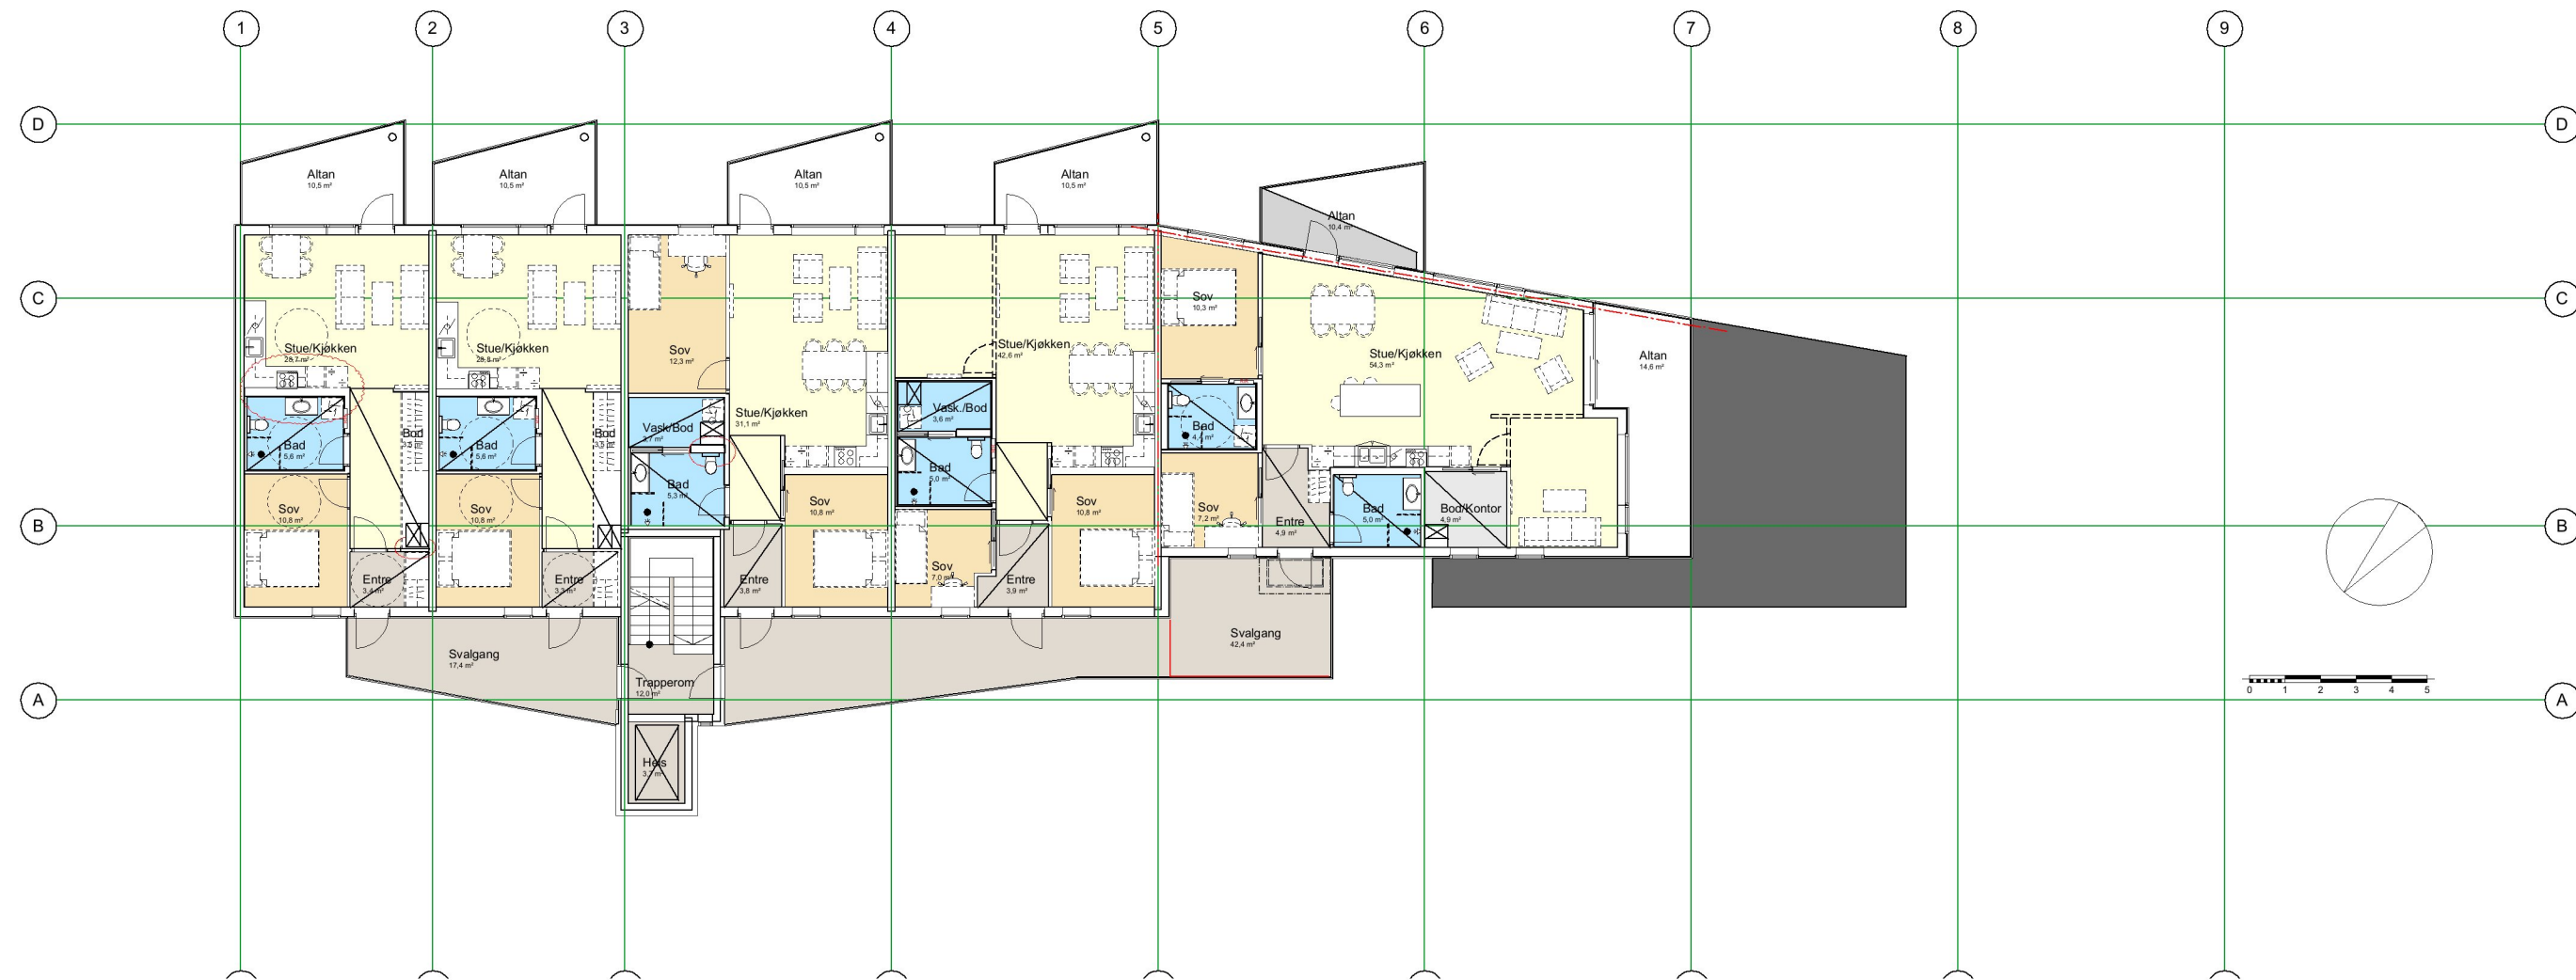 1 2 3 4 5 6 7 8 9
D D
Altan
10,5 m²
Altan
10,5 m²
Altan
10,5 m²
Altan
10,5 m²
Altan
10,4 m²
C C
Sov
10,3 m²
Stue/Kjøkken
Stue/Kjøkken
Sov
12,3 m²
Stue/Kjøkken
42,6 m²
Stue/Kjøkken
54,3 m²
Altan
14,6 m²
Stue/Kjøkken
31,1 m²
Vask/Bod
Vask./Bod
3,6 m²
Bod
Bod
Bad
5,6 m²
Bad
5,6 m²
Bad
Bad
5,3 m²
Bad
5,0 m²
Sov
10,8 m²
Sov
10,8 m²
Sov
10,8 m²
Sov
10,8 m²
Sov
7,2 m²
Entre
4,9 m²
Bad
5,0 m²
Bod/Kontor
4,9 m²
B B
Entre
Entre
Entre
3,8 m²
Sov
7,0 m²
Entre
3,9 m²
Svalgang
17,4 m²
Svalgang
42,4 m²
Trapperom
12,0 m²
A A
0 1 2 3 4 5
Heis